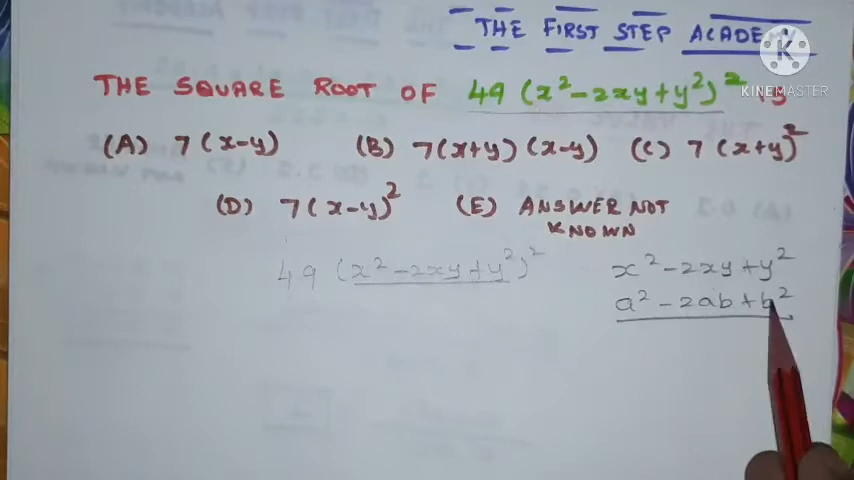 THE FIRST STEP ACADEMY
K
KINEMASTER
THE SQUARE ROOT OF 49 (x² - 2xy + y²)² is
(A) 7(x-y) (B) 7(x+y)(x-y) (C) 7(x+y)²
(D) 7(x-y)² (E) ANSWER NOT KNOWN
49 (x² - 2xy + y²)² x² - 2xy + y²
a² - 2ab + b²